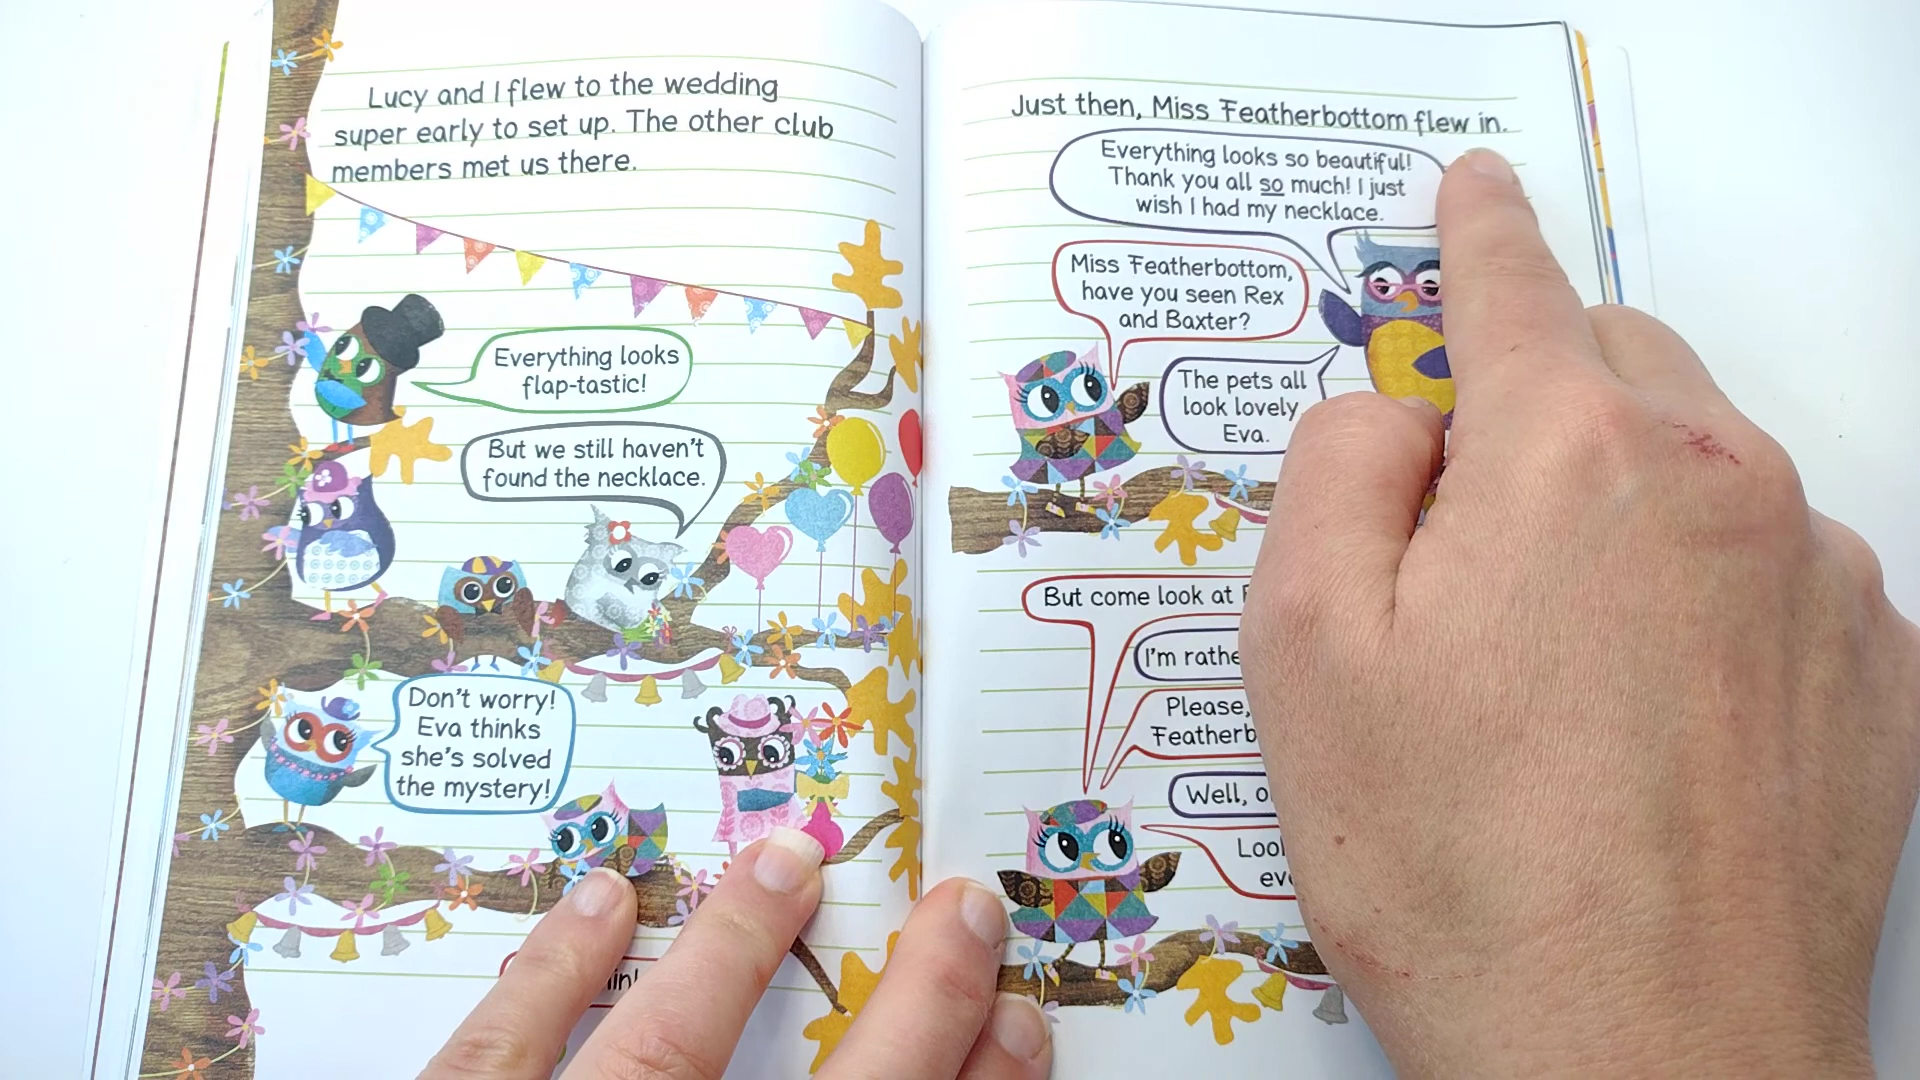 Lucy and I flew to the wedding
super early to set up. The other club
members met us there.
Everything looks
flap-tastic!
But we still haven't
found the necklace.
Don't worry!
Eva thinks
she's solved
the mystery!
Just then, Miss Featherbottom flew in.
Everything looks so beautiful!
Thank you all so much! I just
wish I had my necklace.
Miss Featherbottom,
have you seen Rex
and Baxter?
The pets all
look lovely
Eva.
But come look at
I'm
Please,
Well,